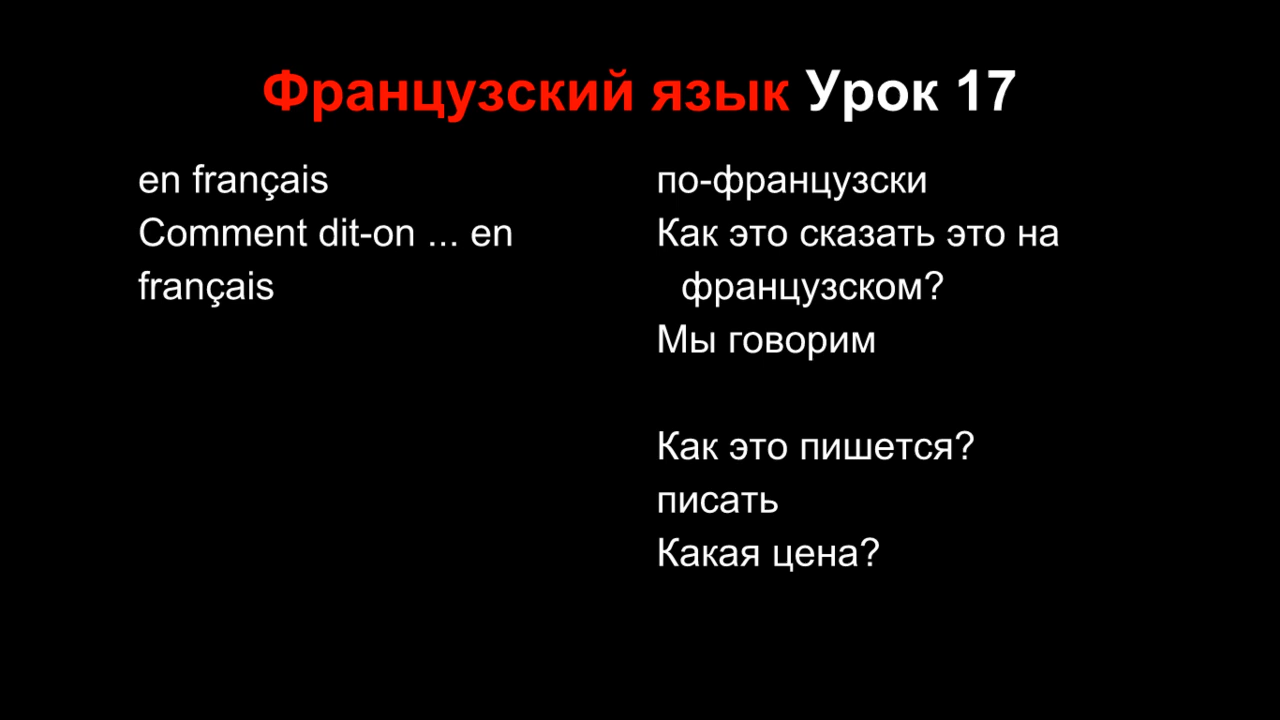 Французский язык Урок 17
en français
Comment dit-on ... en
français
по-французски
Как это сказать это на
французском?
Мы говорим
Как это пишется?
писать
Какая цена?